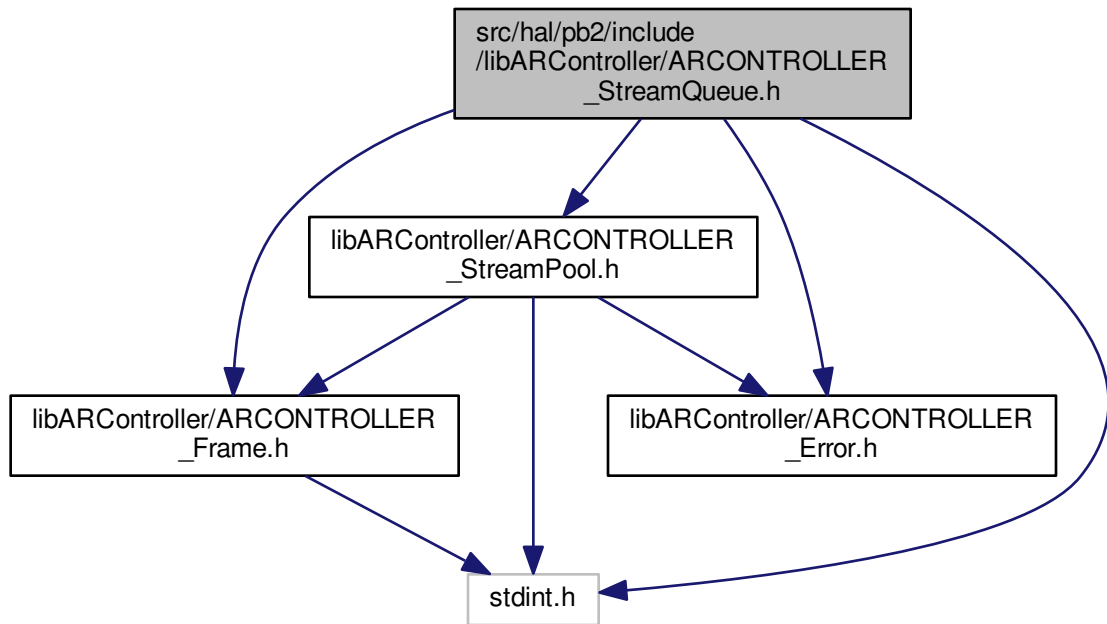 src/hal/pb2/include
/libARController/ARCONTROLLER
_StreamQueue.h
libARController/ARCONTROLLER
_StreamPool.h
libARController/ARCONTROLLER
_Frame.h
libARController/ARCONTROLLER
_Error.h
stdint.h